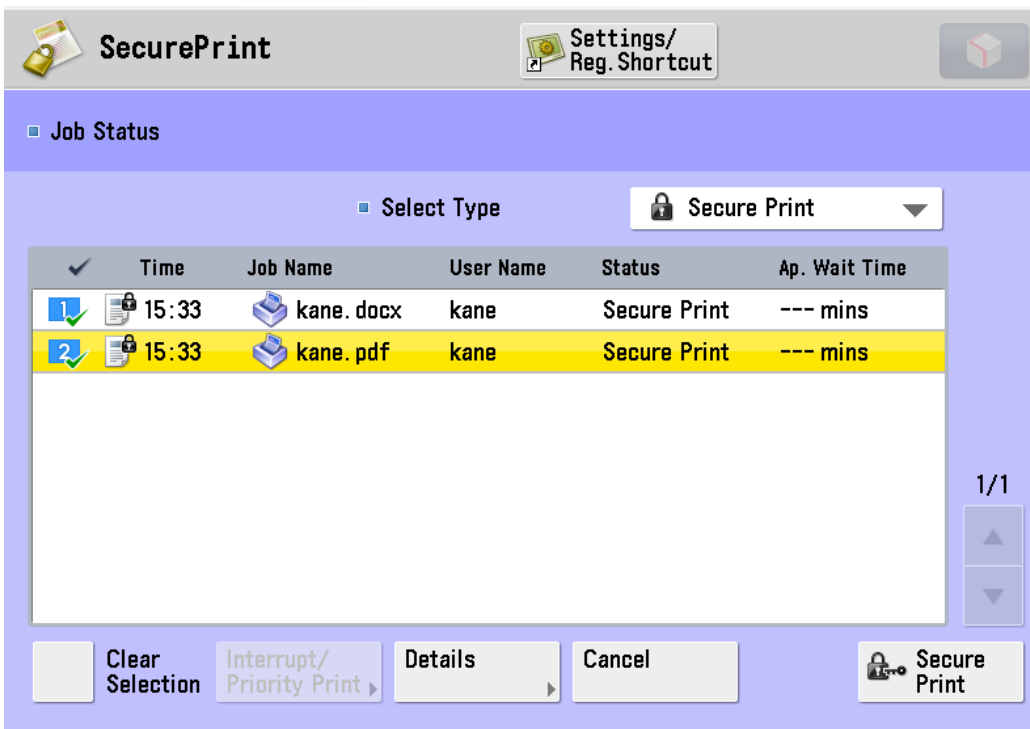 SecurePrint
Settings/
Reg.Shortcut
Job Status
Select Type
Secure Print
Time Job Name User Name Status Ap. Wait Time
1 15:33 kane.docx kane Secure Print --- mins
2 15:33 kane.pdf kane Secure Print --- mins
1/1
Clear
Selection
Interrupt/
Priority Print
Details
Cancel
Secure
Print